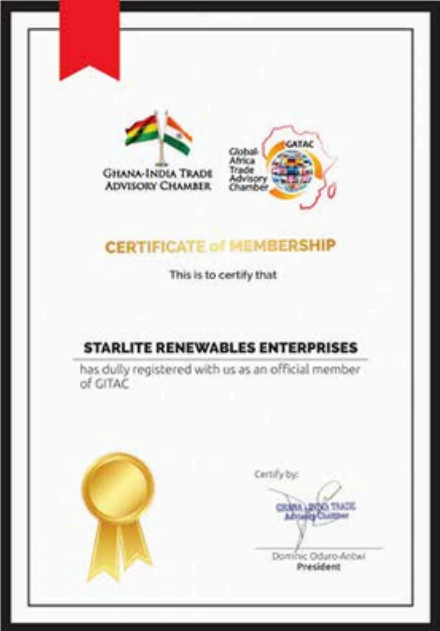 GHANA-INDIA TRADE
ADVISORY CHAMBER
GATAC
Global-
Africa
Trade
Advisory
Chamber
CERTIFICATE of MEMBERSHIP
This is to certify that
STARLITE RENEWABLES ENTERPRISES
has dully registered with us as an official member
of GITAC
Certify by:
GHANA - INDIA TRADE
Advisory Chamber
Dominic Oduro-Antwi
President